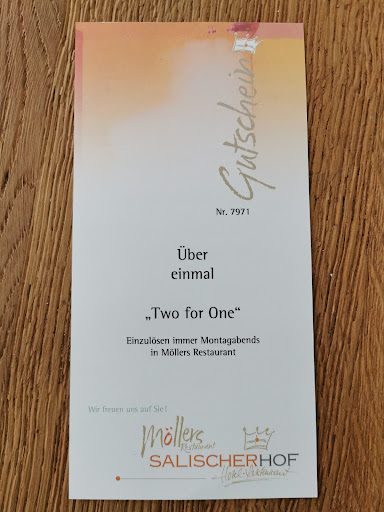 Gutschein
Nr. 7971
Über
einmal
„Two for One“
Einzulösen immer Montagabends
in Möllers Restaurant
Wir freuen uns auf Sie!
Möllers
Restaurant
SALISCHERHOF
Hotel-Restaurant